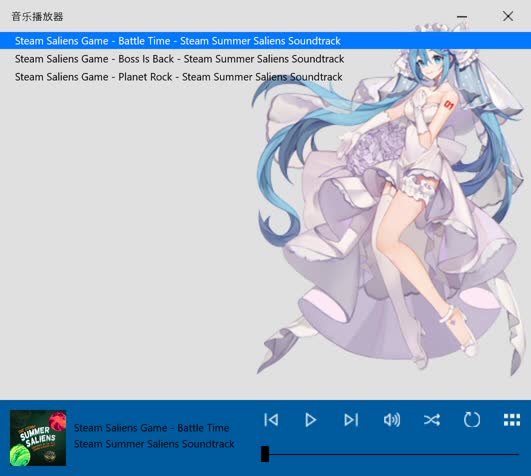 音乐播放器
Steam Saliens Game - Battle Time - Steam Summer Saliens Soundtrack
Steam Saliens Game - Boss Is Back - Steam Summer Saliens Soundtrack
Steam Saliens Game - Planet Rock - Steam Summer Saliens Soundtrack
01
SUMMER
SALIENS
Steam Saliens Game - Battle Time
Steam Summer Saliens Soundtrack